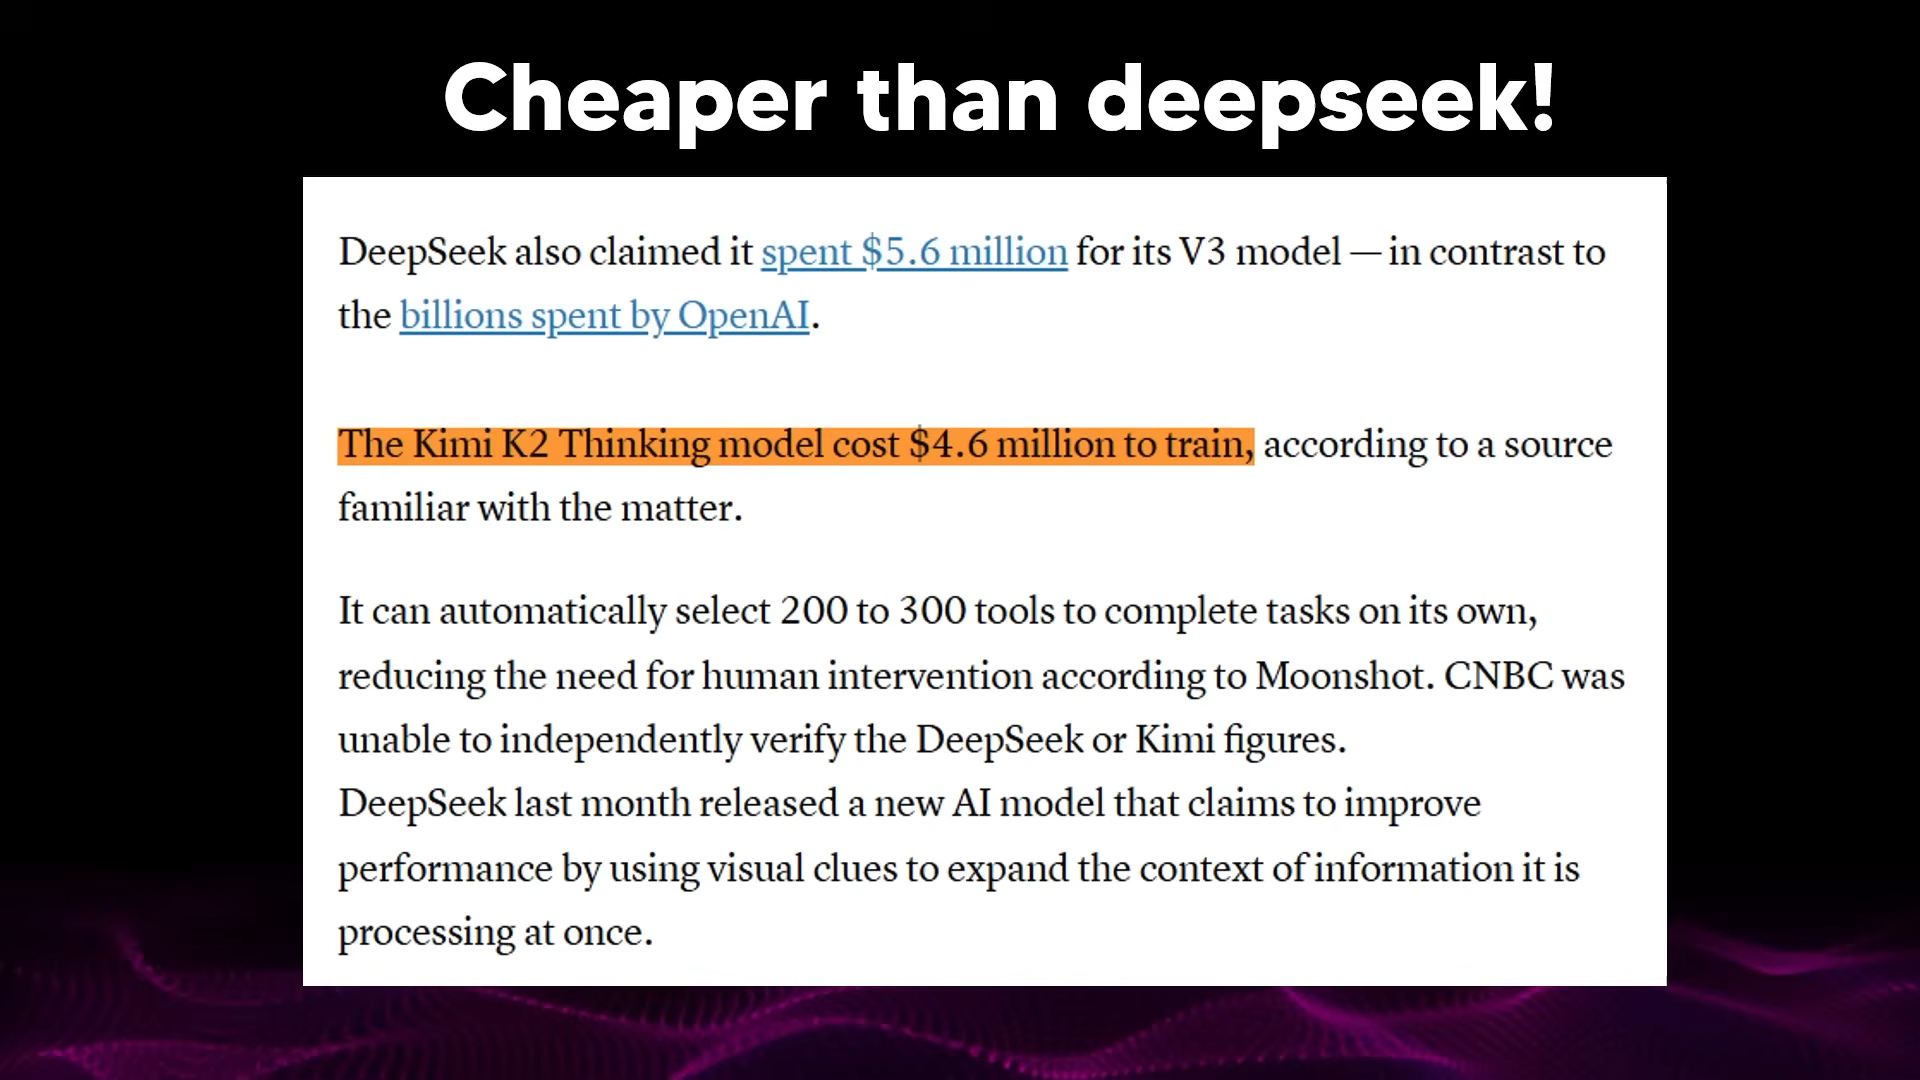 Cheaper than deepseek!
DeepSeek also claimed it spent $5.6 million for its V3 model — in contrast to
the billions spent by OpenAI.
The Kimi K2 Thinking model cost $4.6 million to train, according to a source
familiar with the matter.
It can automatically select 200 to 300 tools to complete tasks on its own,
reducing the need for human intervention according to Moonshot. CNBC was
unable to independently verify the DeepSeek or Kimi figures.
DeepSeek last month released a new AI model that claims to improve
performance by using visual clues to expand the context of information it is
processing at once.